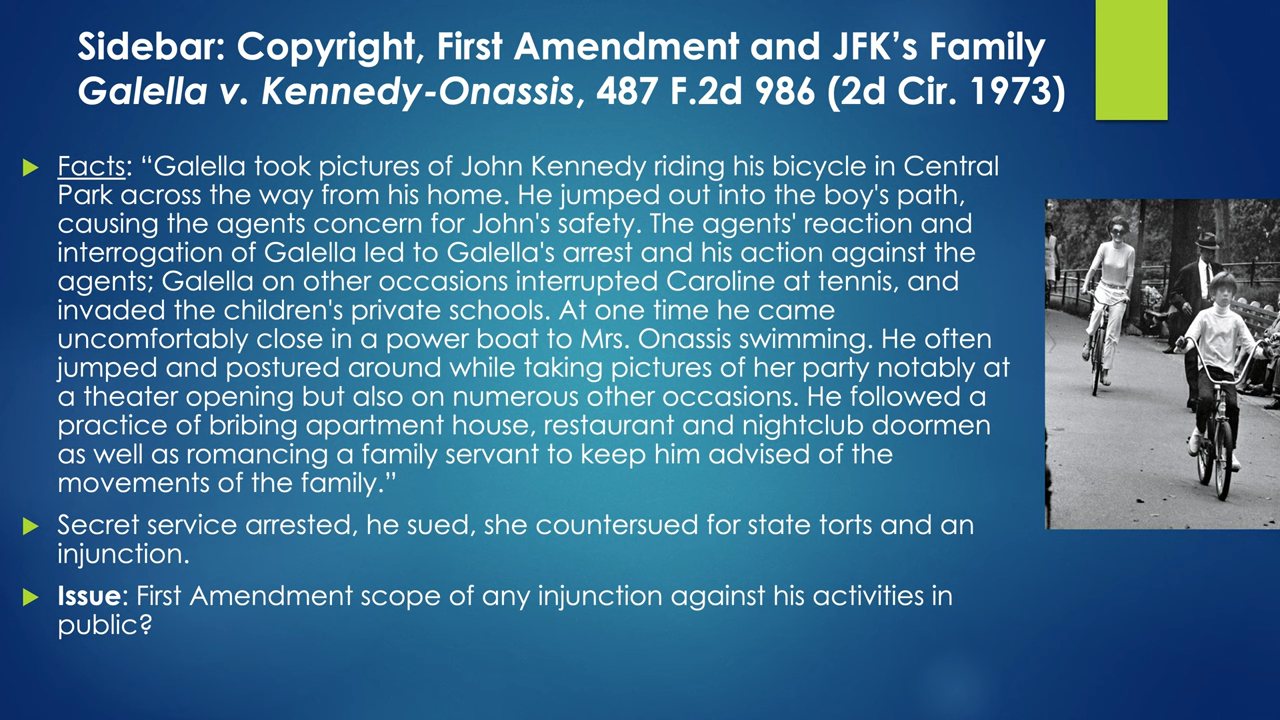 Sidebar: Copyright, First Amendment and JFK’s Family
Galella v. Kennedy-Onassis, 487 F.2d 986 (2d Cir. 1973)
Facts: “Galella took pictures of John Kennedy riding his bicycle in Central
Park across the way from his home. He jumped out into the boy's path,
causing the agents concern for John's safety. The agents' reaction and
interrogation of Galella led to Galella's arrest and his action against the
agents; Galella on other occasions interrupted Caroline at tennis, and
invaded the children's private schools. At one time he came
uncomfortably close in a power boat to Mrs. Onassis swimming. He often
jumped and postured around while taking pictures of her party notably at
a theater opening but also on numerous other occasions. He followed a
practice of bribing apartment house, restaurant and nightclub doormen
as well as romancing a family servant to keep him advised of the
movements of the family.”
Secret service arrested, he sued, she countersued for state torts and an
injunction.
Issue: First Amendment scope of any injunction against his activities in
public?